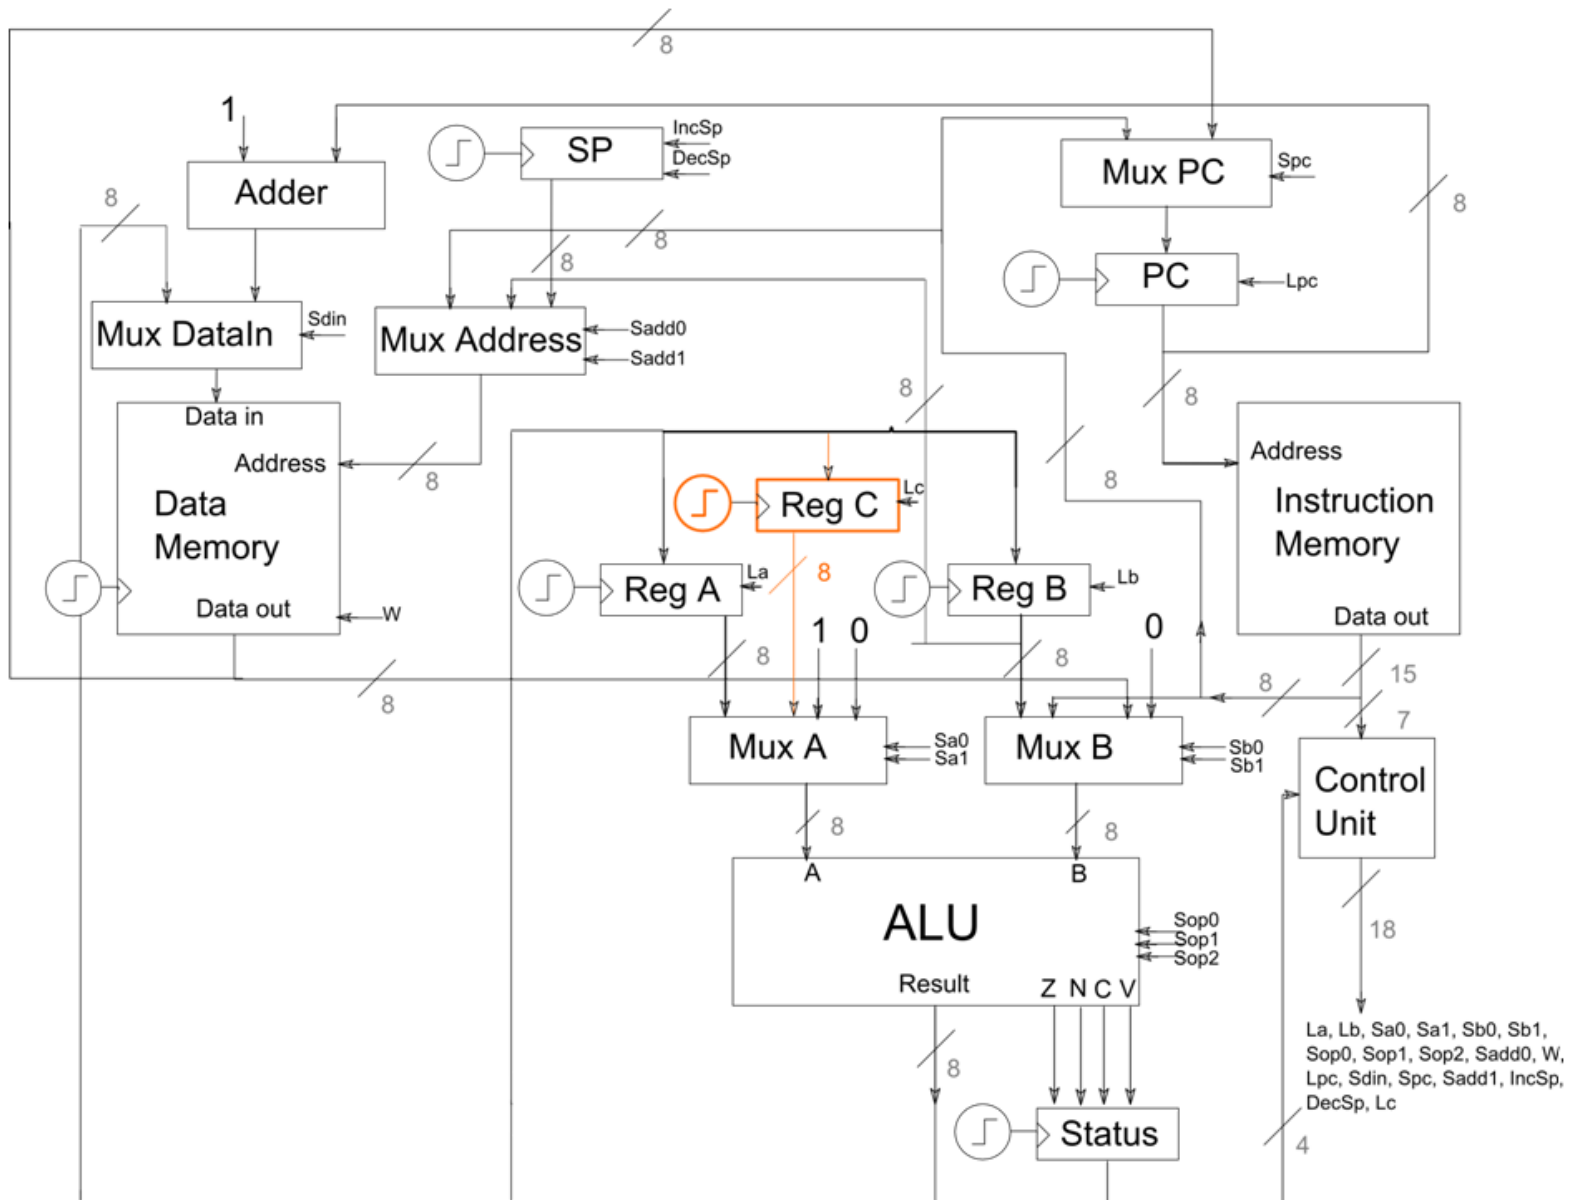 8
1
IncSp
SP
DecSp
Mux PC
Spc
Adder
8
8
8
8
PC
Lpc
Mux DataIn
Sdin
Mux Address
Sadd0
Sadd1
8
8
Data in
Address
8
Data
Memory
Data out
W
Reg C
Lc
8
Address
Instruction
Memory
Data out
Reg A
La
8
Reg B
Lb
1 0
0
8
8
8
8
15
7
Mux A
Sa0
Sa1
Mux B
Sb0
Sb1
Control
Unit
8
8
A
B
ALU
Sop0
Sop1
Sop2
18
Result
Z N C V
8
La, Lb, Sa0, Sa1, Sb0, Sb1,
Sop0, Sop1, Sop2, Sadd0, W,
Lpc, Sdin, Spc, Sadd1, IncSp,
DecSp, Lc
Status
4